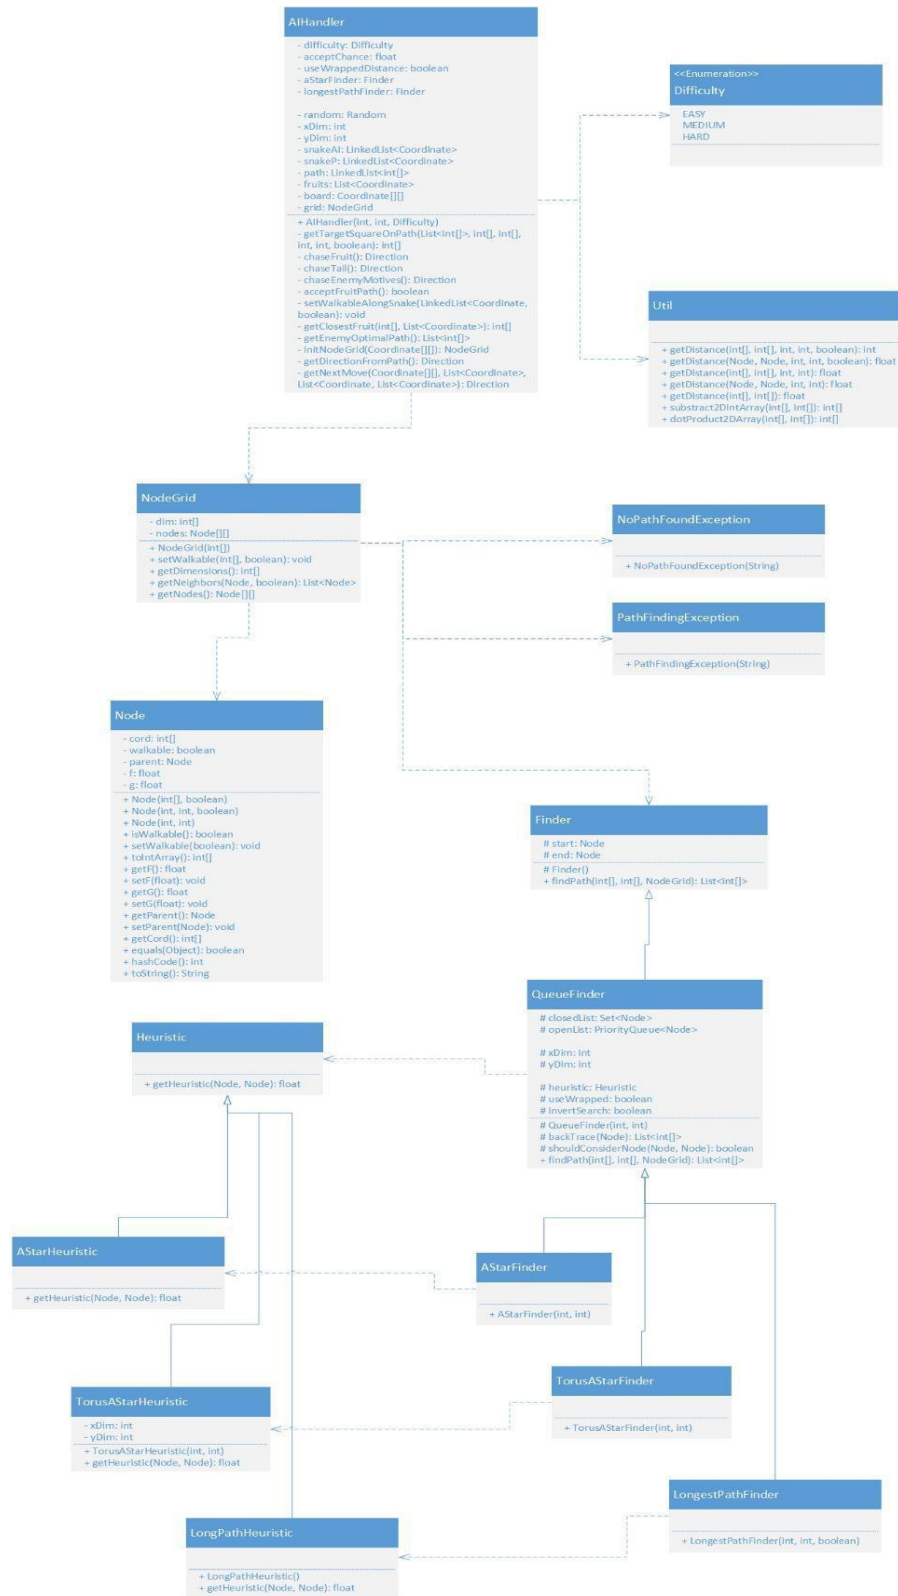 AIHandler
- difficulty: Difficulty
- acceptChance: float
- useWrappedDistance: boolean
- aStarFinder: Finder
- longestPathFinder: Finder
- random: Random
- xDim: int
- yDim: int
- snakeAI: LinkedList<Coordinate>
- snakeP: LinkedList<Coordinate>
- path: LinkedList<int[]>
- fruits: List<Coordinate>
- board: Coordinate[][]
- grid: NodeGrid
+ AIHandler(int, int, Difficulty)
- getTargetSquareOnPath(List<int[]>, int[], int[],
int, int, boolean): int[]
- chaseFruit(): Direction
- chaseTail(): Direction
- chaseEnemyMotives(): Direction
- acceptFruitPath(): boolean
- setWalkableAlongSnake(LinkedList<Coordinate,
boolean): void
- getClosestFruit(int[], List<Coordinate>): int[]
- getEnemyOptimalPath(): List<int[]>
- initNodeGrid(Coordinate[][]): NodeGrid
- getDirectionFromPath(): Direction
- getNextMove(Coordinate[][], List<Coordinate>,
List<Coordinate, List<Coordinate>): Direction
<<Enumeration>>
Difficulty
EASY
MEDIUM
HARD
Util
+ getDistance(int[], int[], int, int, boolean): int
+ getDistance(Node, Node, int, int, boolean): float
+ getDistance(int[], int[], int, int): float
+ getDistance(Node, Node, int, int): float
+ getDistance(int[], int[]): float
+ substract2DIntArray(int[], int[]): int[]
+ dotProduct2DArray(int[], int[]): int[]
NodeGrid
- dim: int[]
- nodes: Node[][]
+ NodeGrid(int[])
+ setWalkable(int[], boolean): void
+ getDimensions(): int[]
+ getNeighbors(Node, boolean): List<Node>
+ getNodes(): Node[][]
NoPathFoundException
+ NoPathFoundException(String)
PathFindingException
+ PathFindingException(String)
Node
- cord: int[]
- walkable: boolean
- parent: Node
- f: float
- g: float
+ Node(int[], boolean)
+ Node(int, int, boolean)
+ Node(int, int)
+ isWalkable(): boolean
+ setWalkable(boolean): void
+ toIntArray(): int[]
+ getF(): float
+ setF(float): void
+ getG(): float
+ setG(float): void
+ getParent(): Node
+ setParent(Node): void
+ getCord(): int[]
+ equals(Object): boolean
+ hashCode(): int
+ toString(): String
Finder
# start: Node
# end: Node
# Finder()
+ findPath(int[], int[], NodeGrid): List<int[]>
QueueFinder
# closedList: Set<Node>
# openList: PriorityQueue<Node>
# xDim: int
# yDim: int
# heuristic: Heuristic
# useWrapped: boolean
# invertSearch: boolean
# QueueFinder(int, int)
# backTrace(Node): List<int[]>
# shouldConsiderNode(Node, Node): boolean
+ findPath(int[], int[], NodeGrid): List<int[]>
Heuristic
+ getHeuristic(Node, Node): float
AStarHeuristic
+ getHeuristic(Node, Node): float
AStarFinder
+ AStarFinder(int, int)
TorusAStarHeuristic
- xDim: int
- yDim: int
+ TorusAStarHeuristic(int, int)
+ getHeuristic(Node, Node): float
TorusAStarFinder
+ TorusAStarFinder(int, int)
LongestPathFinder
+ LongestPathFinder(int, int, boolean)
LongPathHeuristic
+ LongPathHeuristic()
+ getHeuristic(Node, Node): float